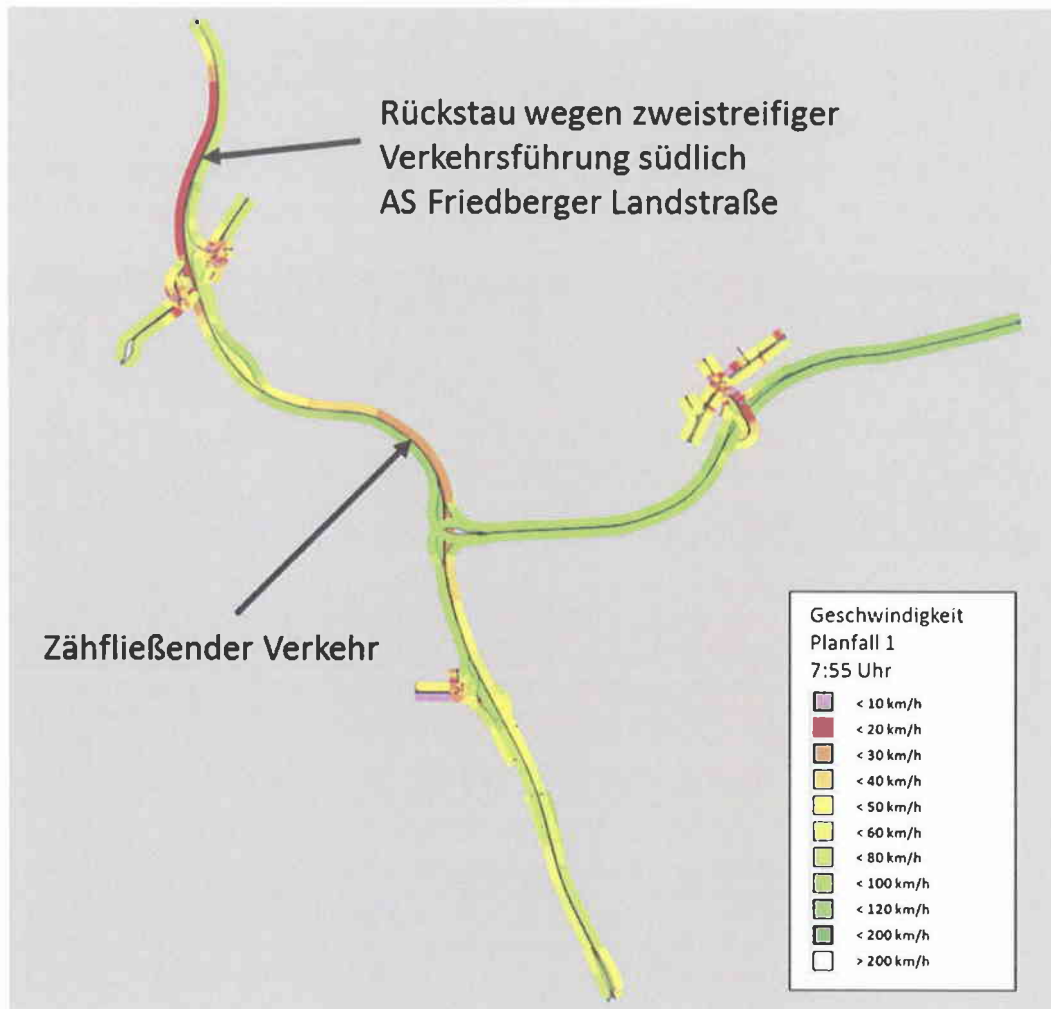 Rückstau wegen zweistreifiger
Verkehrsführung südlich
AS Friedberger Landstraße
Zähfließender Verkehr
Geschwindigkeit
Planfall 1
7:55 Uhr
< 10 km/h
< 20 km/h
< 30 km/h
< 40 km/h
< 50 km/h
< 60 km/h
< 80 km/h
< 100 km/h
< 120 km/h
< 200 km/h
> 200 km/h